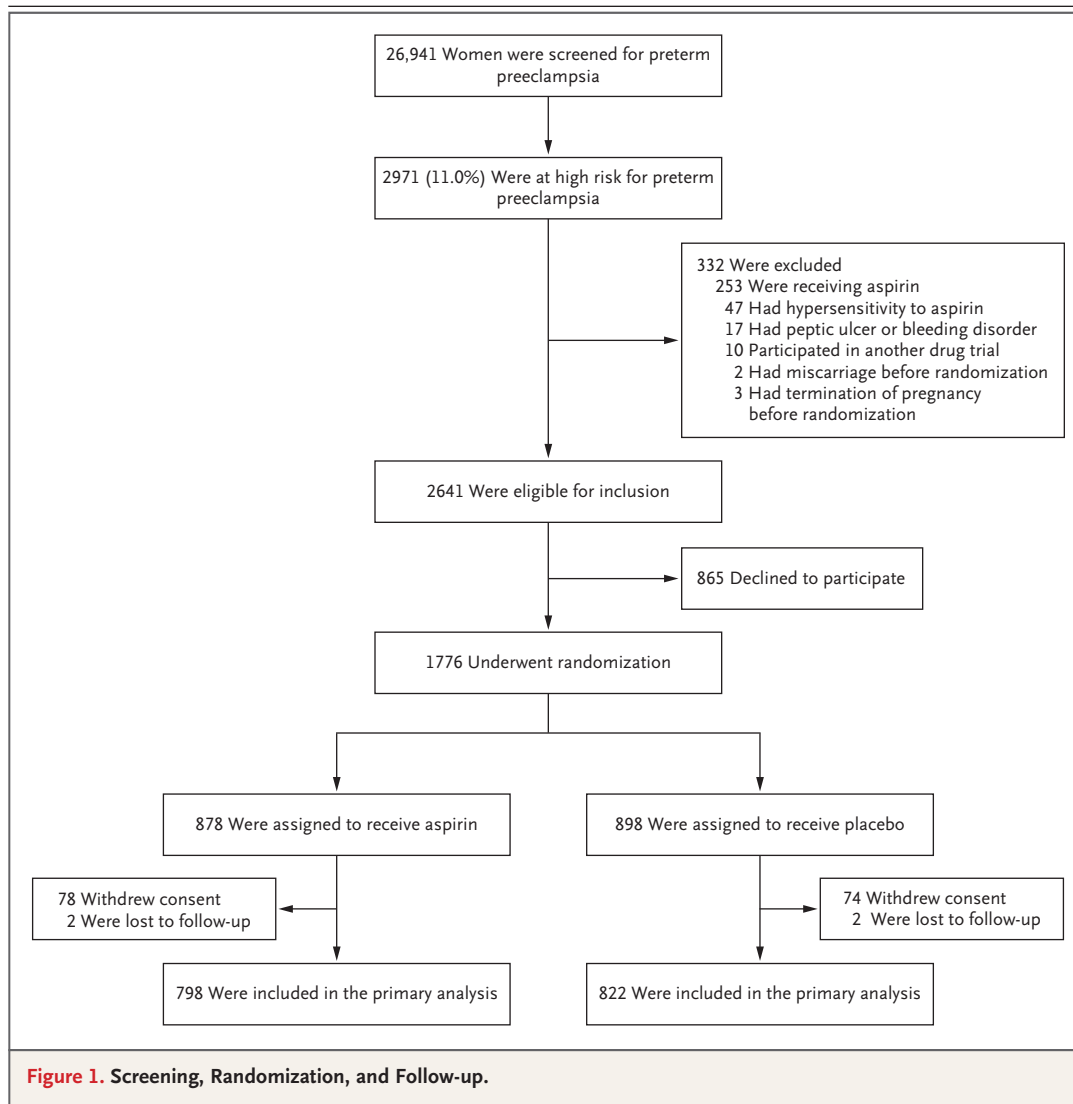 26,941 Women were screened for preterm
preeclampsia
2971 (11.0%) Were at high risk for preterm
preeclampsia
332 Were excluded
253 Were receiving aspirin
47 Had hypersensitivity to aspirin
17 Had peptic ulcer or bleeding disorder
10 Participated in another drug trial
2 Had miscarriage before randomization
3 Had termination of pregnancy
before randomization
2641 Were eligible for inclusion
865 Declined to participate
1776 Underwent randomization
878 Were assigned to receive aspirin
898 Were assigned to receive placebo
78 Withdrew consent
2 Were lost to follow-up
74 Withdrew consent
2 Were lost to follow-up
798 Were included in the primary analysis
822 Were included in the primary analysis
Figure 1. Screening, Randomization, and Follow-up.